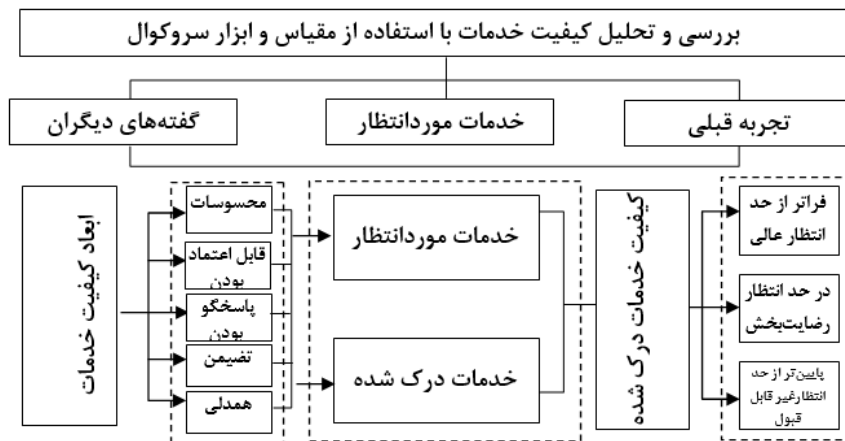 بررسی و تحلیل کیفیت خدمات با استفاده از مقیاس و ابزار سروکوال
تجربه قبلی
خدمات موردانتظار
گفته‌های دیگران
ابعاد کیفیت خدمات
محسوسات
قابل اعتماد
بودن
پاسخگو
بودن
تضیمن
همدلی
خدمات موردانتظار
خدمات درک شده
کیفیت خدمات درک شده
فراتر از حد
انتظار عالی
در حد انتظار
رضایت‌بخش
پایین‌تر از حد
انتظارغیر قابل
قبول